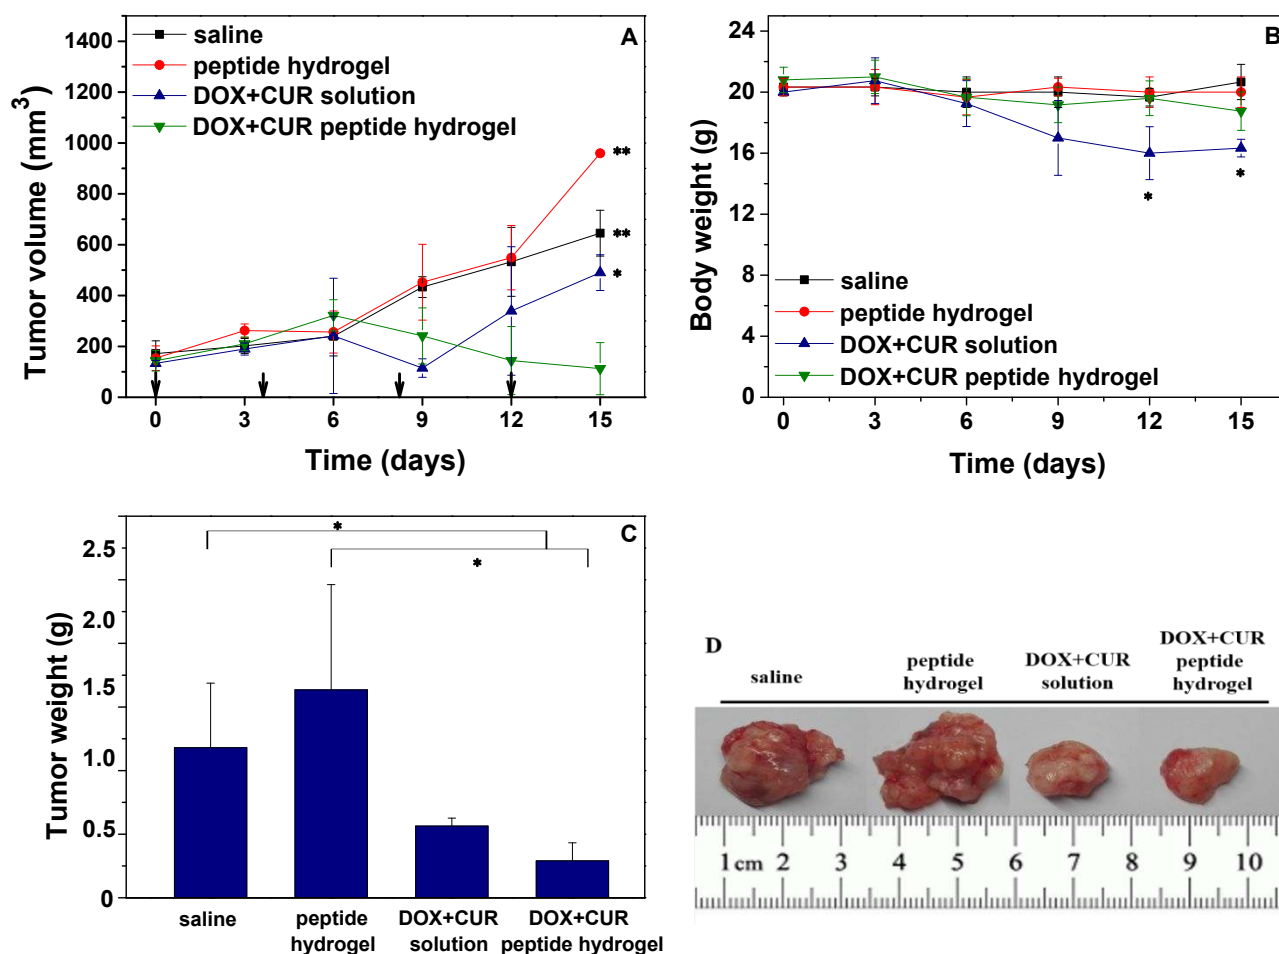 A
saline
peptide hydrogel
DOX+CUR solution
DOX+CUR peptide hydrogel
Tumor volume (mm³)
1400
1200
1000
800
600
400
200
0
**
**
*
0 3 6 9 12 15
Time (days)
B
Body weight (g)
24
20
16
12
8
4
0
*
*
saline
peptide hydrogel
DOX+CUR solution
DOX+CUR peptide hydrogel
0 3 6 9 12 15
Time (days)
C
Tumor weight (g)
2.5
2.0
1.5
1.0
0.5
0
*
*
saline
peptide
hydrogel
DOX+CUR
solution
DOX+CUR
peptide hydrogel
D
saline
peptide
hydrogel
DOX+CUR
solution
DOX+CUR
peptide
hydrogel
1 cm 2 3 4 5 6 7 8 9 10